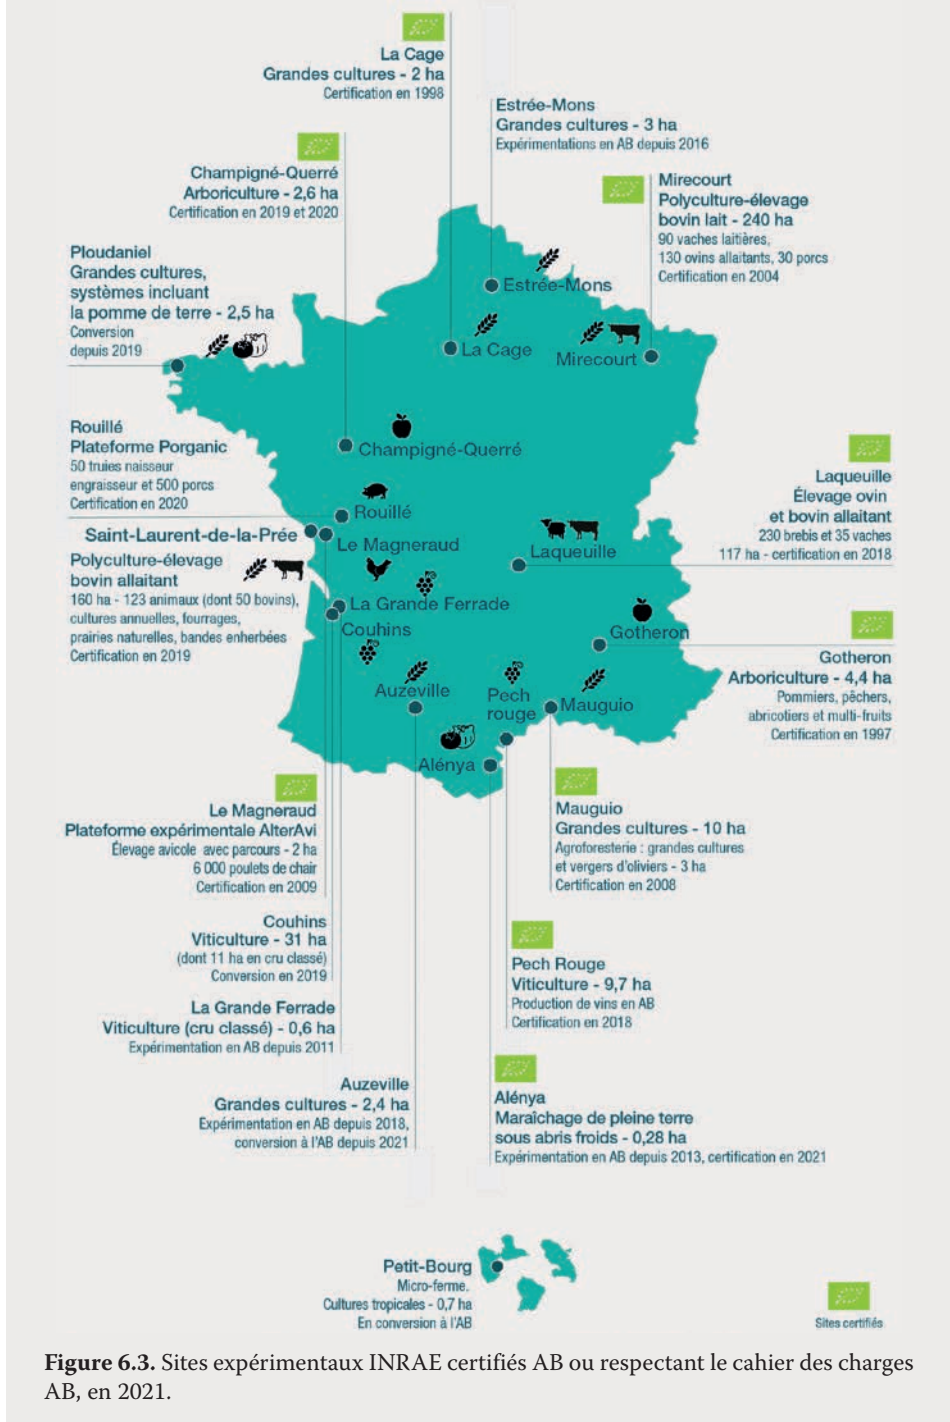 La Cage
Grandes cultures - 2 ha
Certification en 1998
Estrée-Mons
Grandes cultures - 3 ha
Expérimentations en AB depuis 2016
Champigné-Querré
Arboriculture - 2,6 ha
Certification en 2019 et 2020
Mirecourt
Polyculture-élevage
bovin lait - 240 ha
90 vaches laitières,
130 ovins allaitants, 30 porcs
Certification en 2004
Ploudaniel
Grandes cultures,
systèmes incluant
la pomme de terre - 2,5 ha
Conversion
depuis 2019
Estrée-Mons
La Cage
Mirecourt
Champigné-Querré
Rouillé
Plateforme Porganic
50 truies naisseur
engraisseur et 500 porcs
Certification en 2020
Rouillé
Laqueuille
Élevage ovin
et bovin allaitant
230 brebis et 35 vaches
117 ha - certification en 2018
Saint-Laurent-de-la-Prée
Polyculture-élevage
bovin allaitant
160 ha - 123 animaux (dont 50 bovins),
cultures annuelles, fourrages,
prairies naturelles, bandes enherbées
Certification en 2019
Le Magneraud
Laqueuille
La Grande Ferrade
Couhins
Gotheron
Auzeville
Pech
rouge
Mauguio
Alénya
Gotheron
Arboriculture - 4,4 ha
Pommiers, pêchers,
abricotiers et multi-fruits
Certification en 1997
Le Magneraud
Plateforme expérimentale AlterAvi
Élevage avicole avec parcours - 2 ha
6 000 poulets de chair
Certification en 2009
Mauguio
Grandes cultures - 10 ha
Agroforesterie : grandes cultures
et vergers d'oliviers - 3 ha
Certification en 2008
Couhins
Viticulture - 31 ha
(dont 11 ha en cru classé)
Conversion en 2019
Pech Rouge
Viticulture - 9,7 ha
Production de vins en AB
Certification en 2018
La Grande Ferrade
Viticulture (cru classé) - 0,6 ha
Expérimentation en AB depuis 2011
Auzeville
Grandes cultures - 2,4 ha
Expérimentation en AB depuis 2018,
conversion à l'AB depuis 2021
Alénya
Maraîchage de pleine terre
sous abris froids - 0,28 ha
Expérimentation en AB depuis 2013, certification en 2021
Petit-Bourg
Micro-ferme.
Cultures tropicales - 0,7 ha
En conversion à l'AB
Sites certifiés
Figure 6.3. Sites expérimentaux INRAE certifiés AB ou respectant le cahier des charges
AB, en 2021.